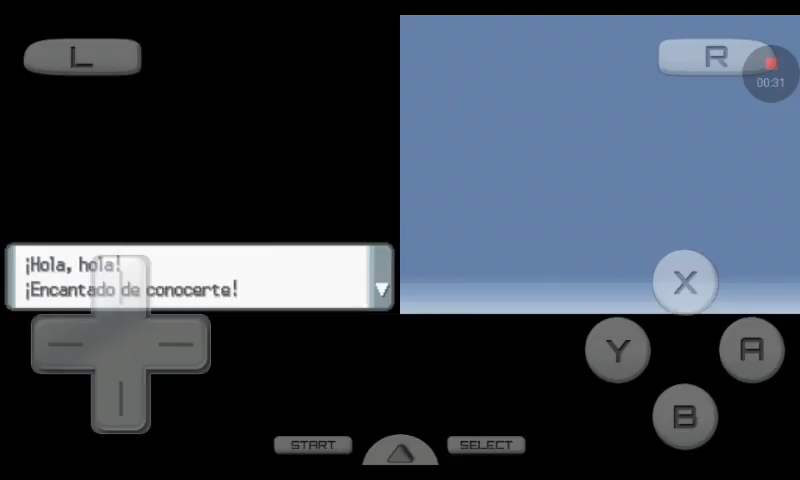 L
R
00:31
¡Hola, hola!
¡Encantado de conocerte!
X
Y
A
B
START
SELECT